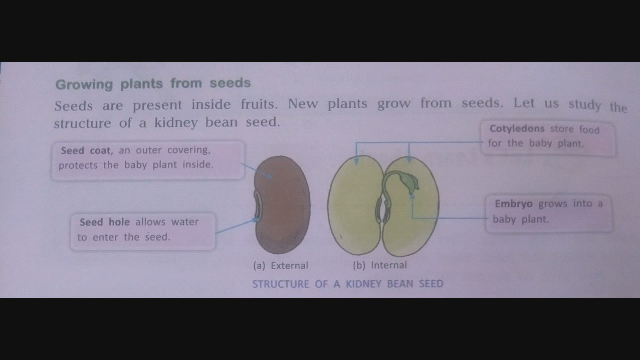 Growing plants from seeds
Seeds are present inside fruits. New plants grow from seeds. Let us study the
structure of a kidney bean seed.
Seed coat, an outer covering,
protects the baby plant inside.
Cotyledons store food
for the baby plant.
Seed hole allows water
to enter the seed.
Embryo grows into a
baby plant.
(a) External
(b) Internal
STRUCTURE OF A KIDNEY BEAN SEED